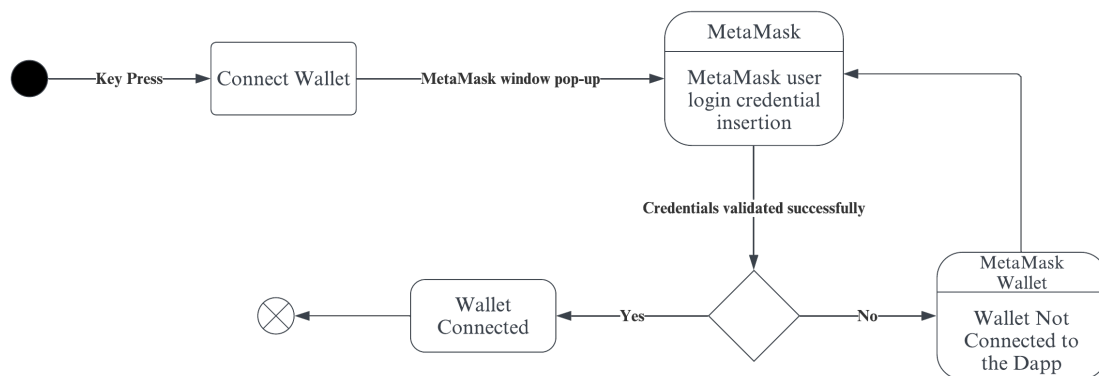 MetaMask
Key Press
Connect Wallet
MetaMask window pop-up
MetaMask user
login credential
insertion
Credentials validated successfully
MetaMask
Wallet
Wallet
Connected
Yes
No
Wallet Not
Connected to
the Dapp